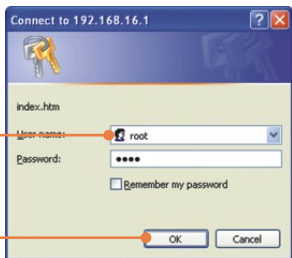 Connect to 192.168.16.1
index.htm
User name:
root
Password:
••••
Remember my password
OK
Cancel